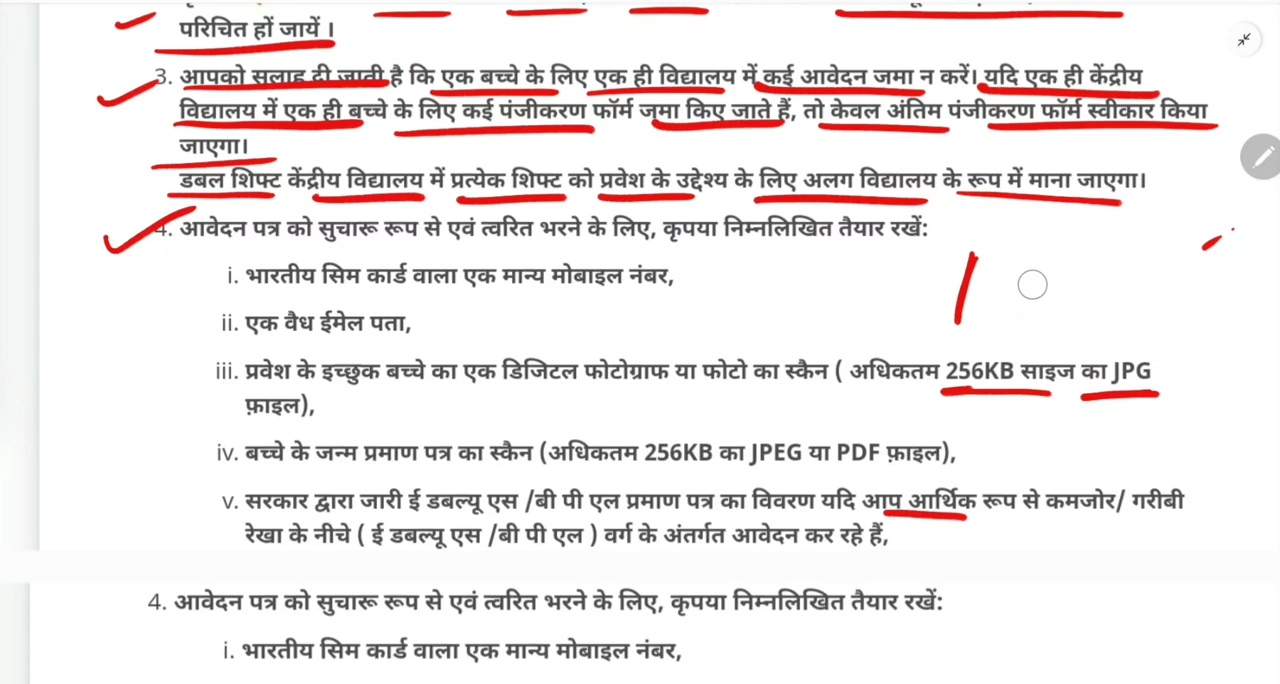 परिचित हों जायें ।
3. आपको सलाह दी जाती है कि एक बच्चे के लिए एक ही विद्यालय में कई आवेदन जमा न करें। यदि एक ही केंद्रीय
विद्यालय में एक ही बच्चे के लिए कई पंजीकरण फॉर्म जमा किए जाते हैं, तो केवल अंतिम पंजीकरण फॉर्म स्वीकार किया
जाएगा।
डबल शिफ्ट केंद्रीय विद्यालय में प्रत्येक शिफ्ट को प्रवेश के उद्देश्य के लिए अलग विद्यालय के रूप में माना जाएगा।
4. आवेदन पत्र को सुचारू रूप से एवं त्वरित भरने के लिए, कृपया निम्नलिखित तैयार रखें:
i. भारतीय सिम कार्ड वाला एक मान्य मोबाइल नंबर,
ii. एक वैध ईमेल पता,
iii. प्रवेश के इच्छुक बच्चे का एक डिजिटल फोटोग्राफ या फोटो का स्कैन ( अधिकतम 256KB साइज का JPG
फ़ाइल),
iv. बच्चे के जन्म प्रमाण पत्र का स्कैन (अधिकतम 256KB का JPEG या PDF फ़ाइल),
v. सरकार द्वारा जारी ई डबल्यू एस /बी पी एल प्रमाण पत्र का विवरण यदि आप आर्थिक रूप से कमजोर/ गरीबी
रेखा के नीचे ( ई डबल्यू एस /बी पी एल ) वर्ग के अंतर्गत आवेदन कर रहे हैं,
4. आवेदन पत्र को सुचारू रूप से एवं त्वरित भरने के लिए, कृपया निम्नलिखित तैयार रखें:
i. भारतीय सिम कार्ड वाला एक मान्य मोबाइल नंबर,